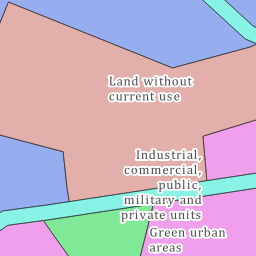 Land without
current use
Industrial,
commercial,
public,
military and
private units
Green urban
areas